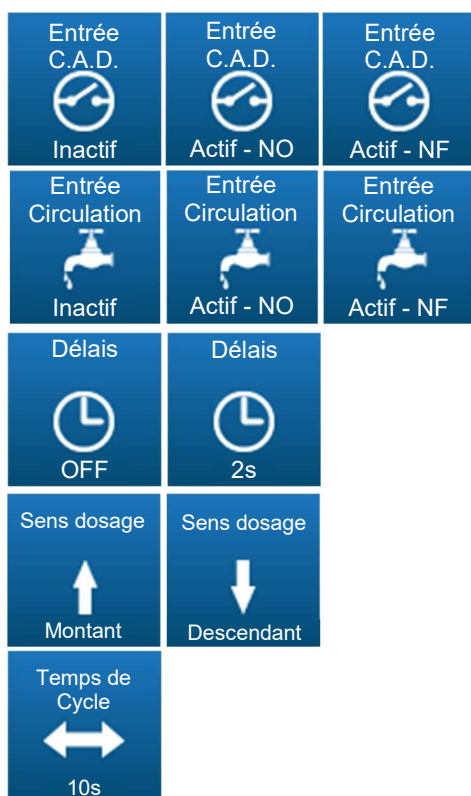 Entrée
C.A.D.
Inactif
Entrée
C.A.D.
Actif - NO
Entrée
C.A.D.
Actif - NF
Entrée
Circulation
Inactif
Entrée
Circulation
Actif - NO
Entrée
Circulation
Actif - NF
Délais
OFF
Délais
2s
Sens dosage
Montant
Sens dosage
Descendant
Temps de
Cycle
10s